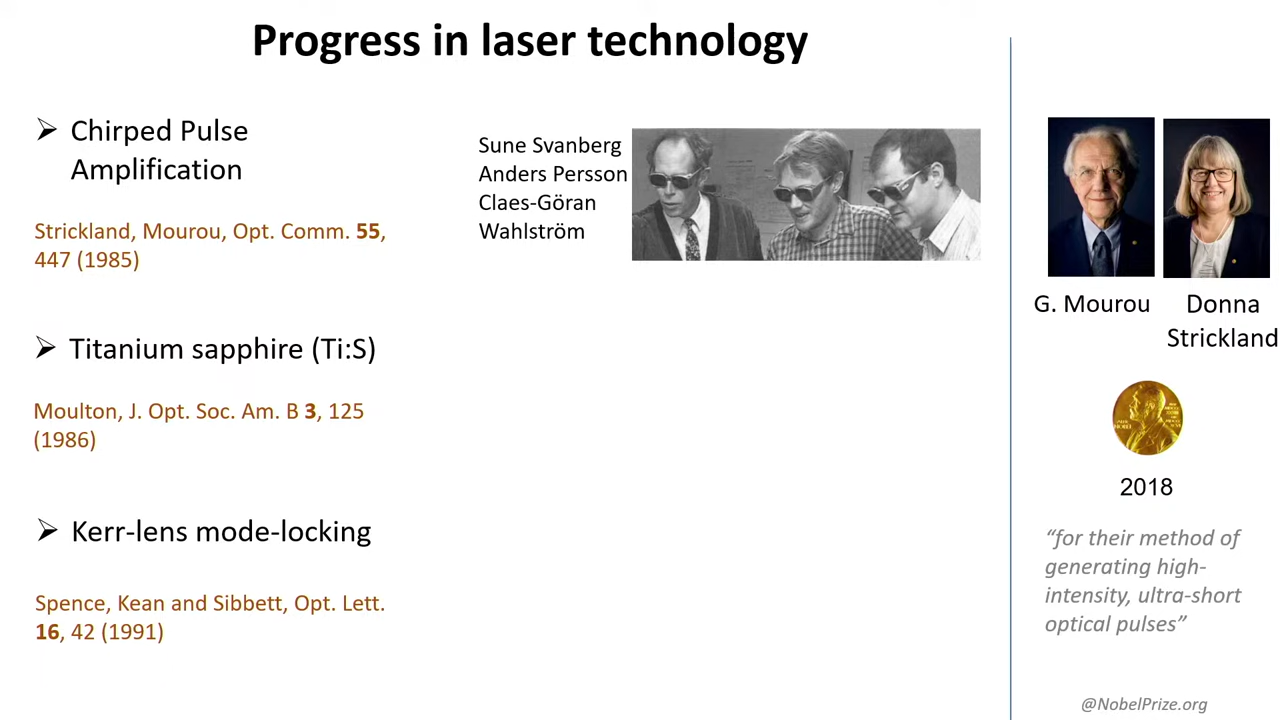 Progress in laser technology
➢ Chirped Pulse
Amplification
Strickland, Mourou, Opt. Comm. 55,
447 (1985)
Sune Svanberg
Anders Persson
Claes-Göran
Wahlström
➢ Titanium sapphire (Ti:S)
Moulton, J. Opt. Soc. Am. B 3, 125
(1986)
➢ Kerr-lens mode-locking
Spence, Kean and Sibbett, Opt. Lett.
16, 42 (1991)
G. Mourou
Donna
Strickland
2018
“for their method of
generating high-
intensity, ultra-short
optical pulses”
@NobelPrize.org